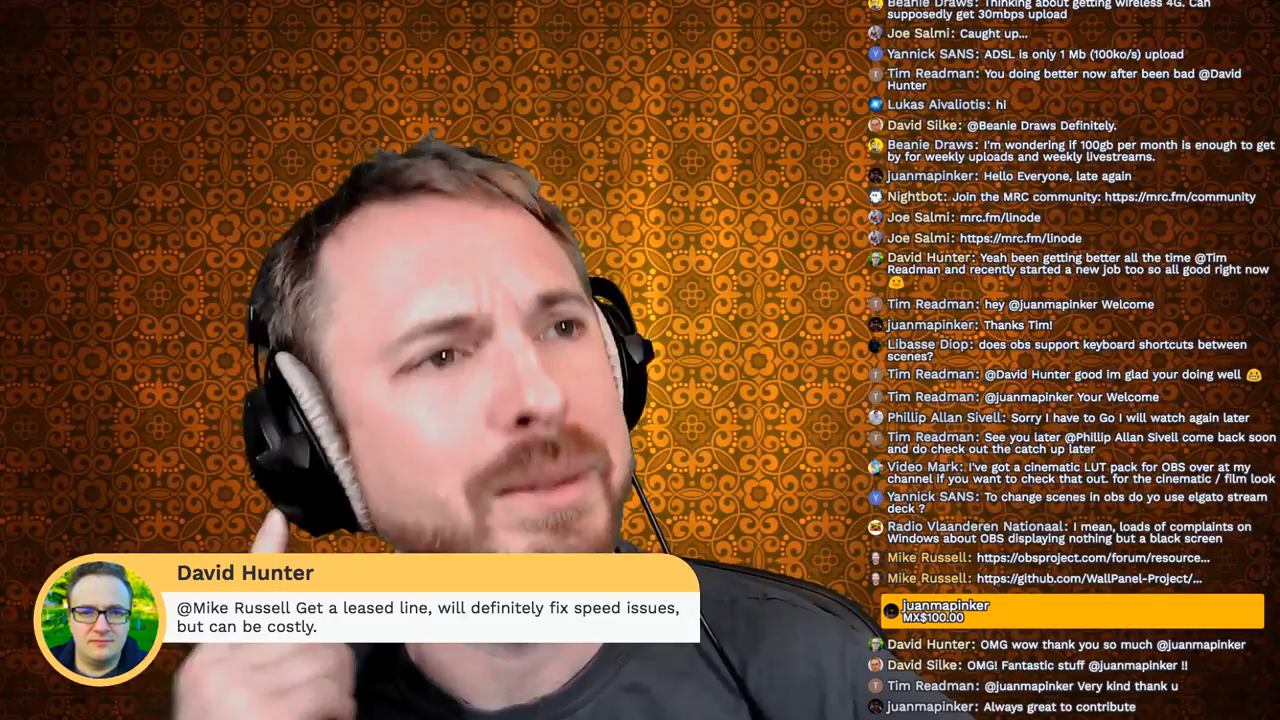 Beanie Draws: Thinking about getting wireless 4G. Can
supposedly get 30mbps upload
Joe Salmi: Caught up...
Y Yannick SANS: ADSL is only 1 Mb (100ko/s) upload
T Tim Readman: You doing better now after been bad @David
Hunter
Lukas Aivaliotis: hi
David Silke: @Beanie Draws Definitely.
Beanie Draws: I'm wondering if 100gb per month is enough to get
by for weekly uploads and weekly livestreams.
juanmapinker: Hello Everyone, late again
Nightbot: Join the MRC community: https://mrc.fm/community
Joe Salmi: mrc.fm/linode
Joe Salmi: https://mrc.fm/linode
David Hunter: Yeah been getting better all the time @Tim
Readman and recently started a new job too so all good right now
T Tim Readman: hey @juanmapinker Welcome
juanmapinker: Thanks Tim!
Libasse Diop: does obs support keyboard shortcuts between
scenes?
T Tim Readman: @David Hunter good im glad your doing well
T Tim Readman: @juanmapinker Your Welcome
Phillip Allan Sivell: Sorry I have to Go I will watch again later
T Tim Readman: See you later @Phillip Allan Sivell come back soon
and do check out the catch up later
Video Mark: I've got a cinematic LUT pack for OBS over at my
channel if you want to check that out. for the cinematic / film look
Y Yannick SANS: To change scenes in obs do yo use elgato stream
deck ?
Radio Vlaanderen Nationaal: I mean, loads of complaints on
Windows about OBS displaying nothing but a black screen
Mike Russell: https://obsproject.com/forum/resource...
Mike Russell: https://github.com/WallPanel-Project/...
juanmapinker
MX$100.00
David Hunter: OMG wow thank you so much @juanmapinker
David Silke: OMG! Fantastic stuff @juanmapinker !!
T Tim Readman: @juanmapinker Very kind thank u
juanmapinker: Always great to contribute
David Hunter
@Mike Russell Get a leased line, will definitely fix speed issues,
but can be costly.